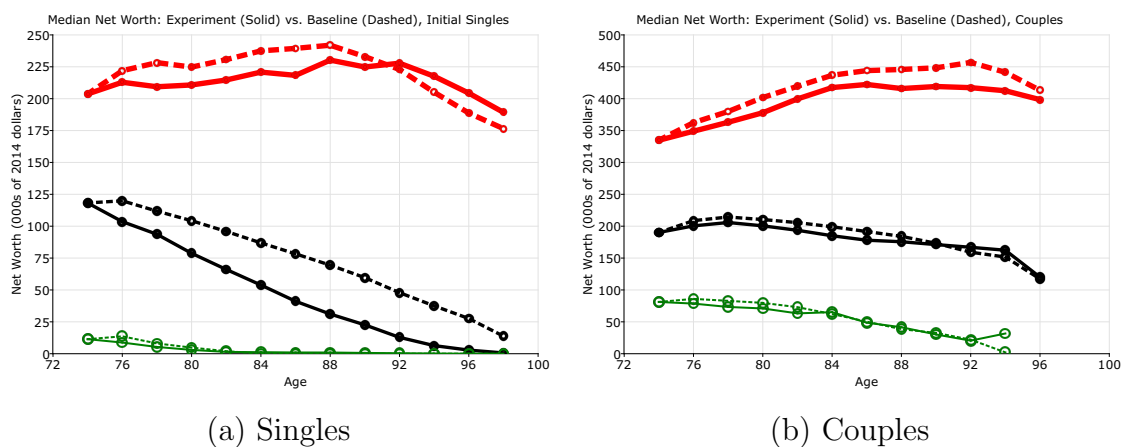 Median Net Worth: Experiment (Solid) vs. Baseline (Dashed), Initial Singles
Net Worth (000s of 2014 dollars)
250
225
200
175
150
125
100
75
50
25
0
72 76 80 84 88 92 96 100
Age
(a) Singles
Median Net Worth: Experiment (Solid) vs. Baseline (Dashed), Couples
Net Worth (000s of 2014 dollars)
500
450
400
350
300
250
200
150
100
50
0
72 76 80 84 88 92 96 100
Age
(b) Couples